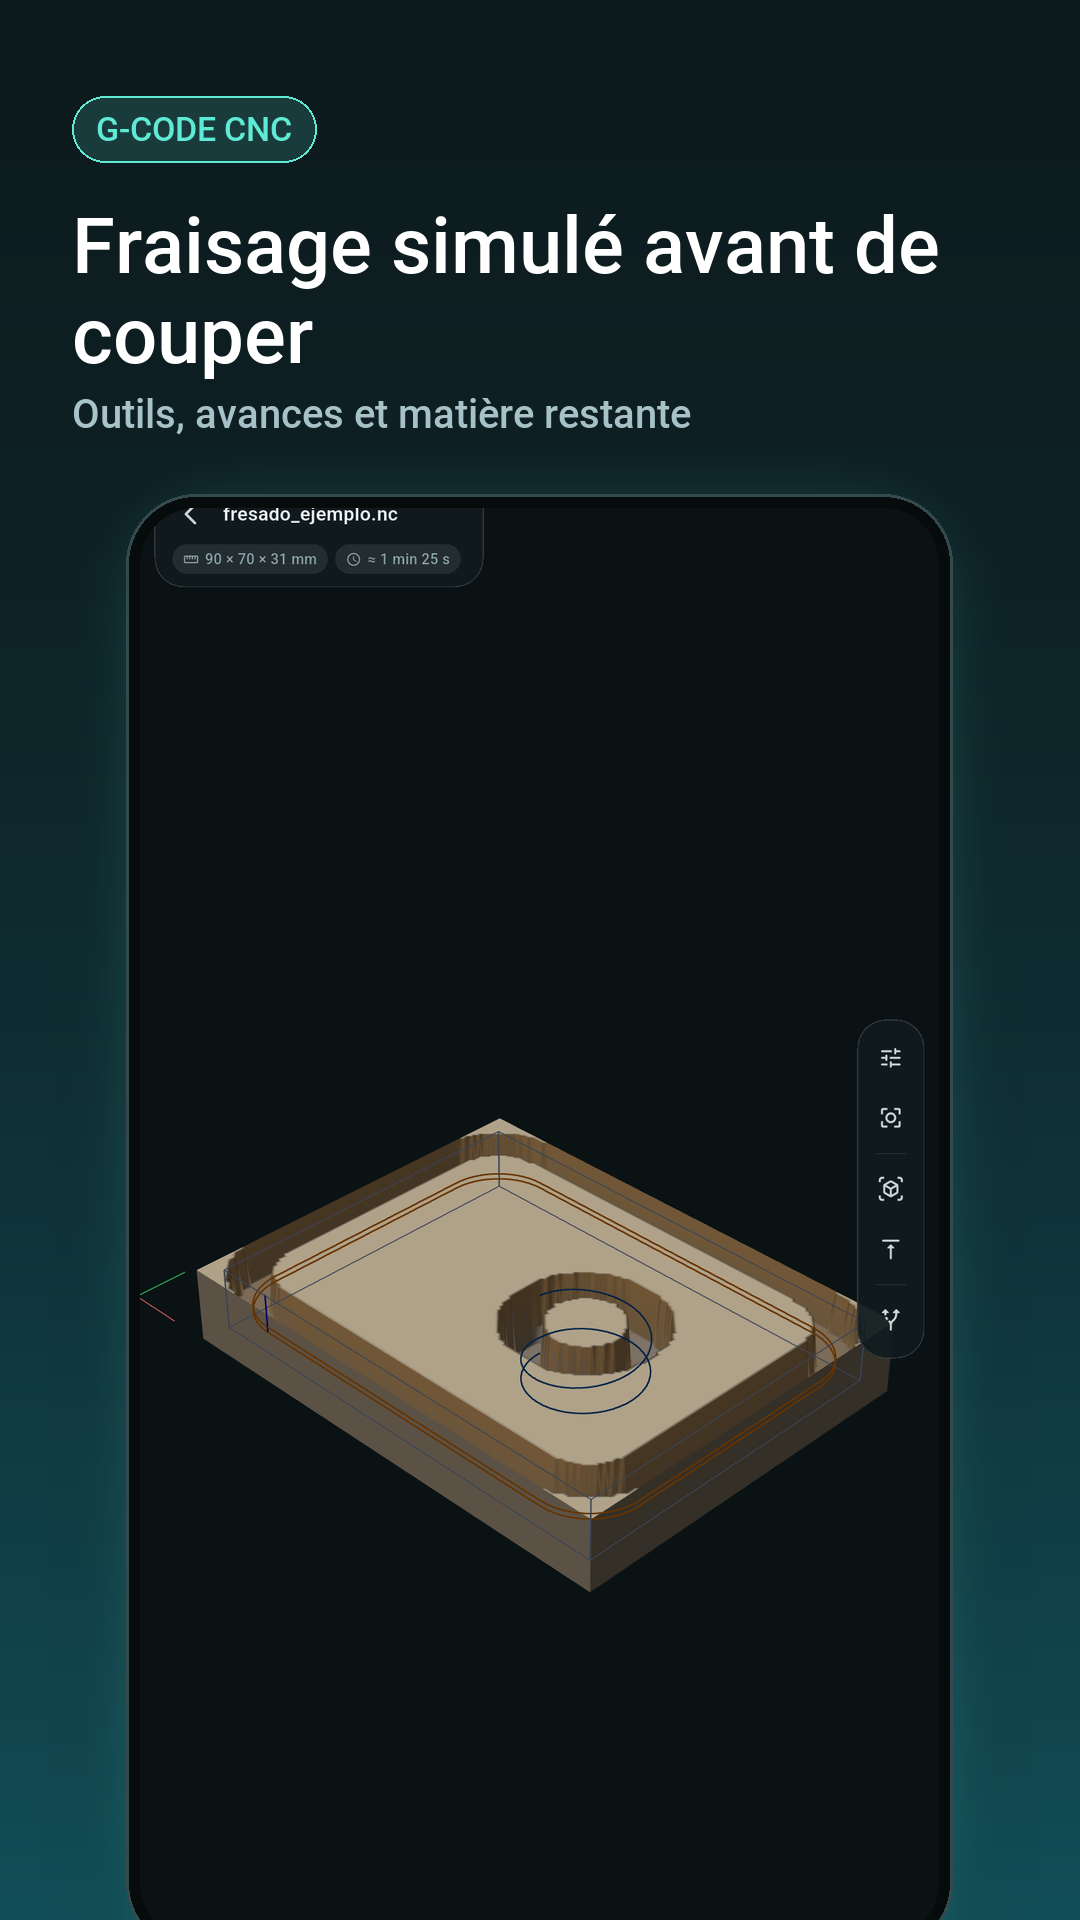 G-CODE CNC
Fraisage simulé avant de
couper
Outils, avances et matière restante
fresado_ejemplo.nc
90 × 70 × 31 mm
≈ 1 min 25 s